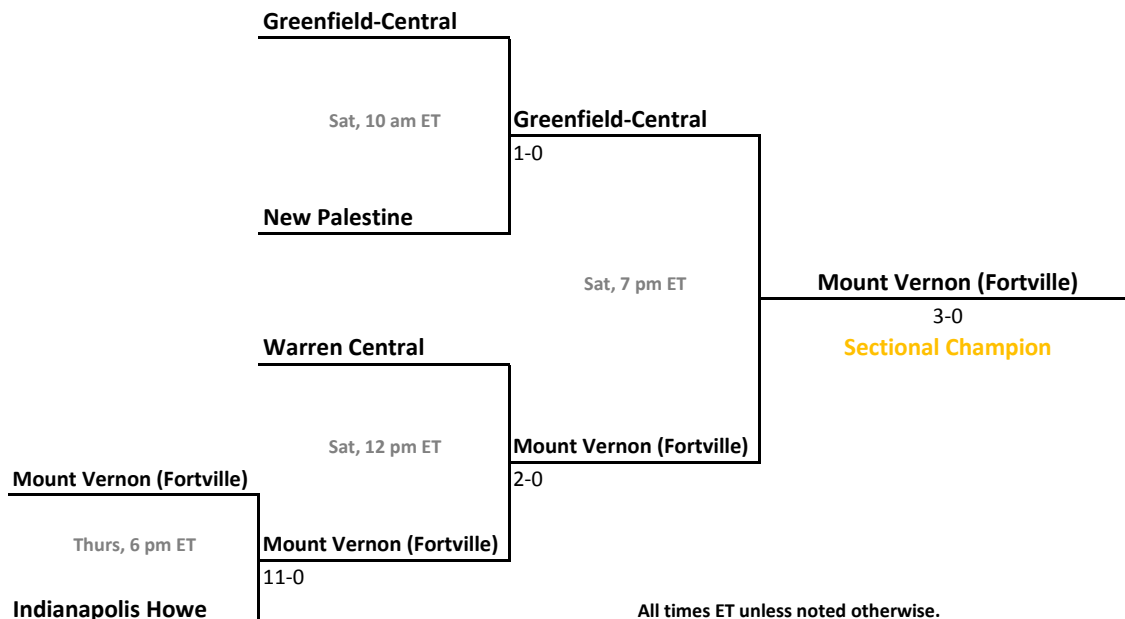 Greenfield-Central
Sat, 10 am ET
Greenfield-Central
1-0
New Palestine
Sat, 7 pm ET
Mount Vernon (Fortville)
3-0
Sectional Champion
Warren Central
Sat, 12 pm ET
Mount Vernon (Fortville)
2-0
Mount Vernon (Fortville)
Thurs, 6 pm ET
Mount Vernon (Fortville)
11-0
Indianapolis Howe
All times ET unless noted otherwise.